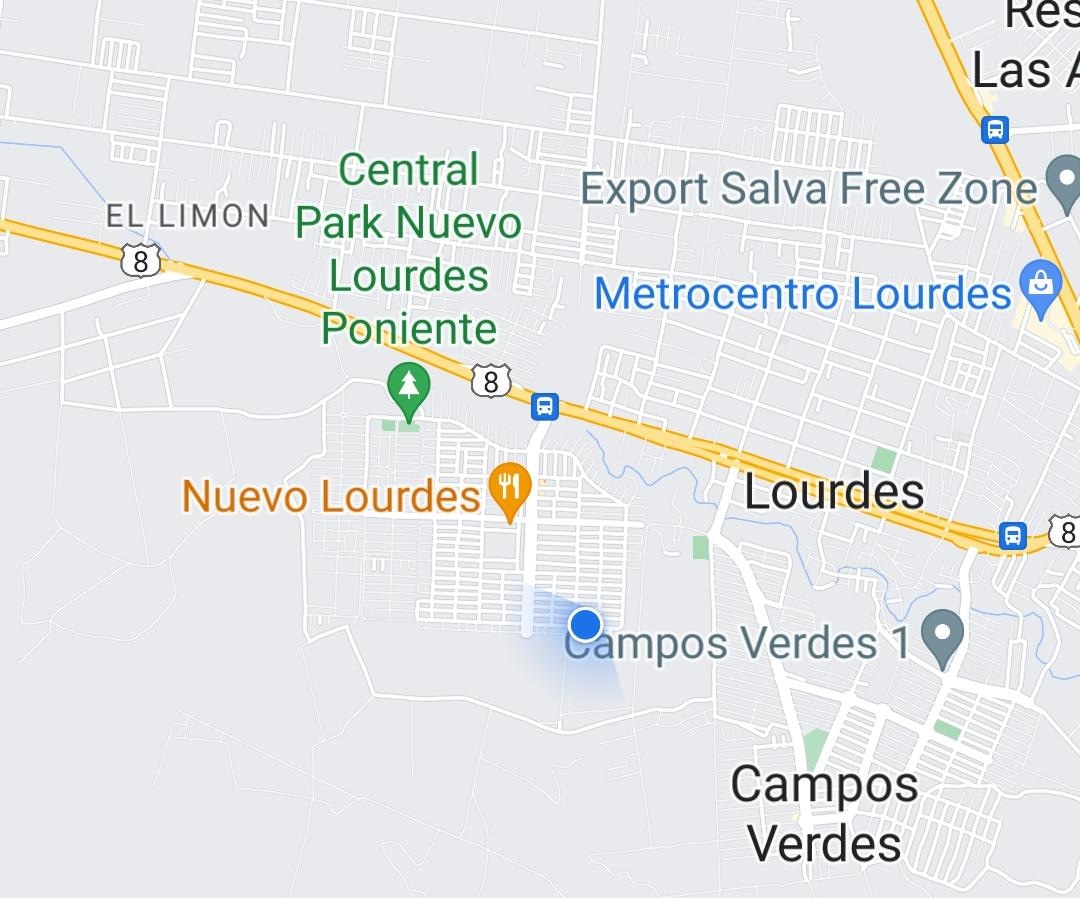 Res
Las A
Central
Park Nuevo
Lourdes
Poniente
Export Salva Free Zone
EL LIMON
8
Metrocentro Lourdes
8
Nuevo Lourdes
Lourdes
8
Campos Verdes 1
Campos
Verdes